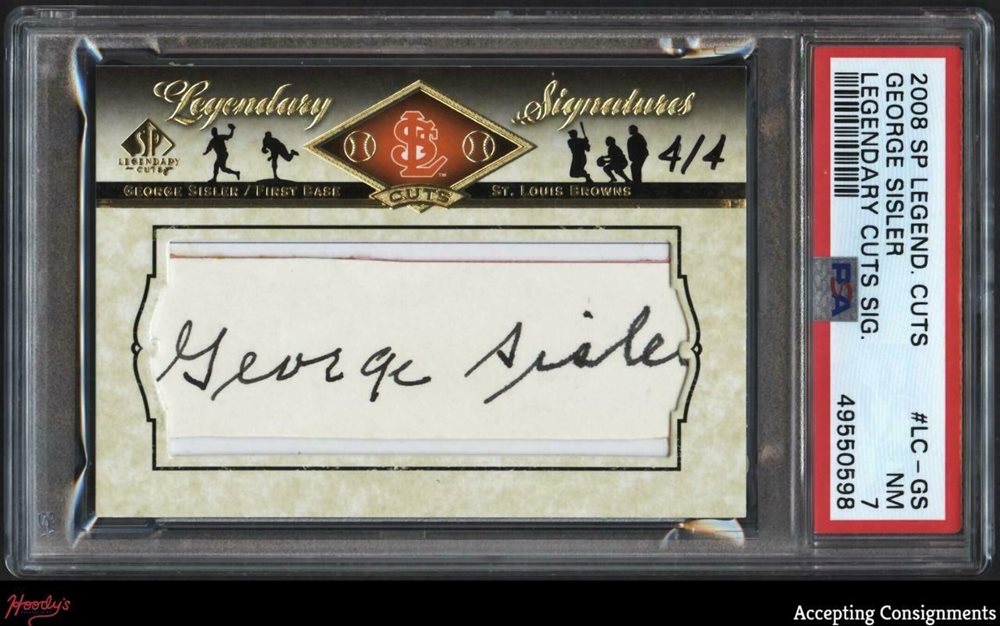 Legendary Signatures
SP
LEGENDARY
CUTS
StL
TM
4/4
CUTS
GEORGE SISLER / FIRST BASE
ST. LOUIS BROWNS
George Sisler
2008 SP LEGEND. CUTS #LC-GS
GEORGE SISLER NM
LEGENDARY CUTS SIG. 7
PSA
49550598
Hoody's
Accepting Consignments